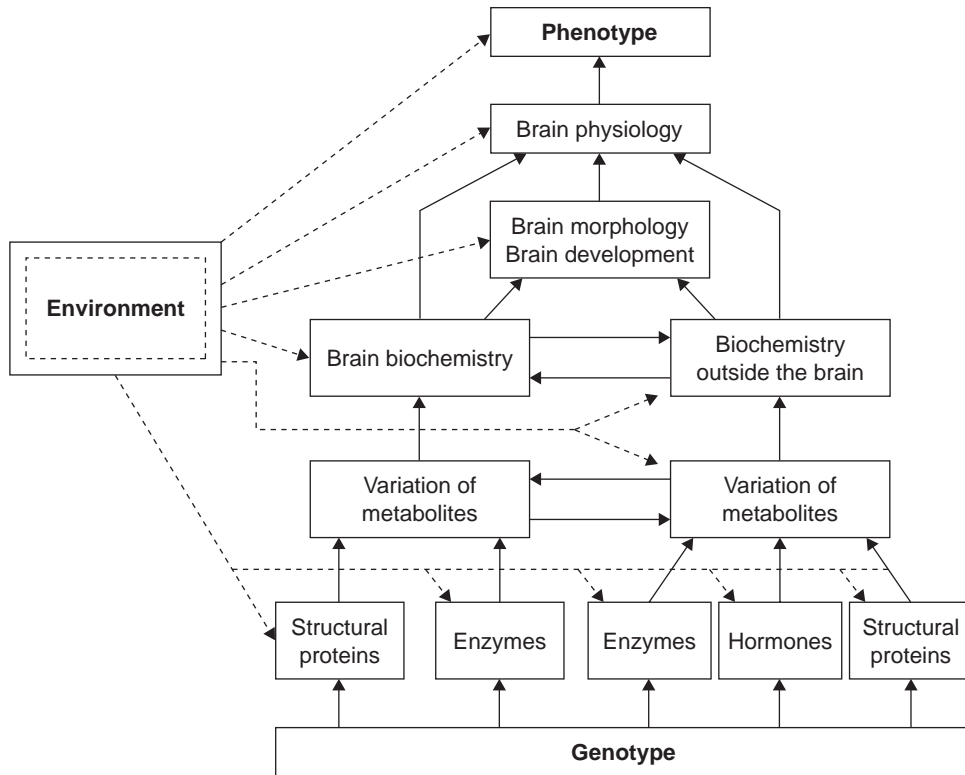 Phenotype
Brain physiology
Brain morphology
Brain development
Environment
Brain biochemistry
Biochemistry
outside the brain
Variation of
metabolites
Variation of
metabolites
Structural
proteins
Enzymes
Enzymes
Hormones
Structural
proteins
Genotype